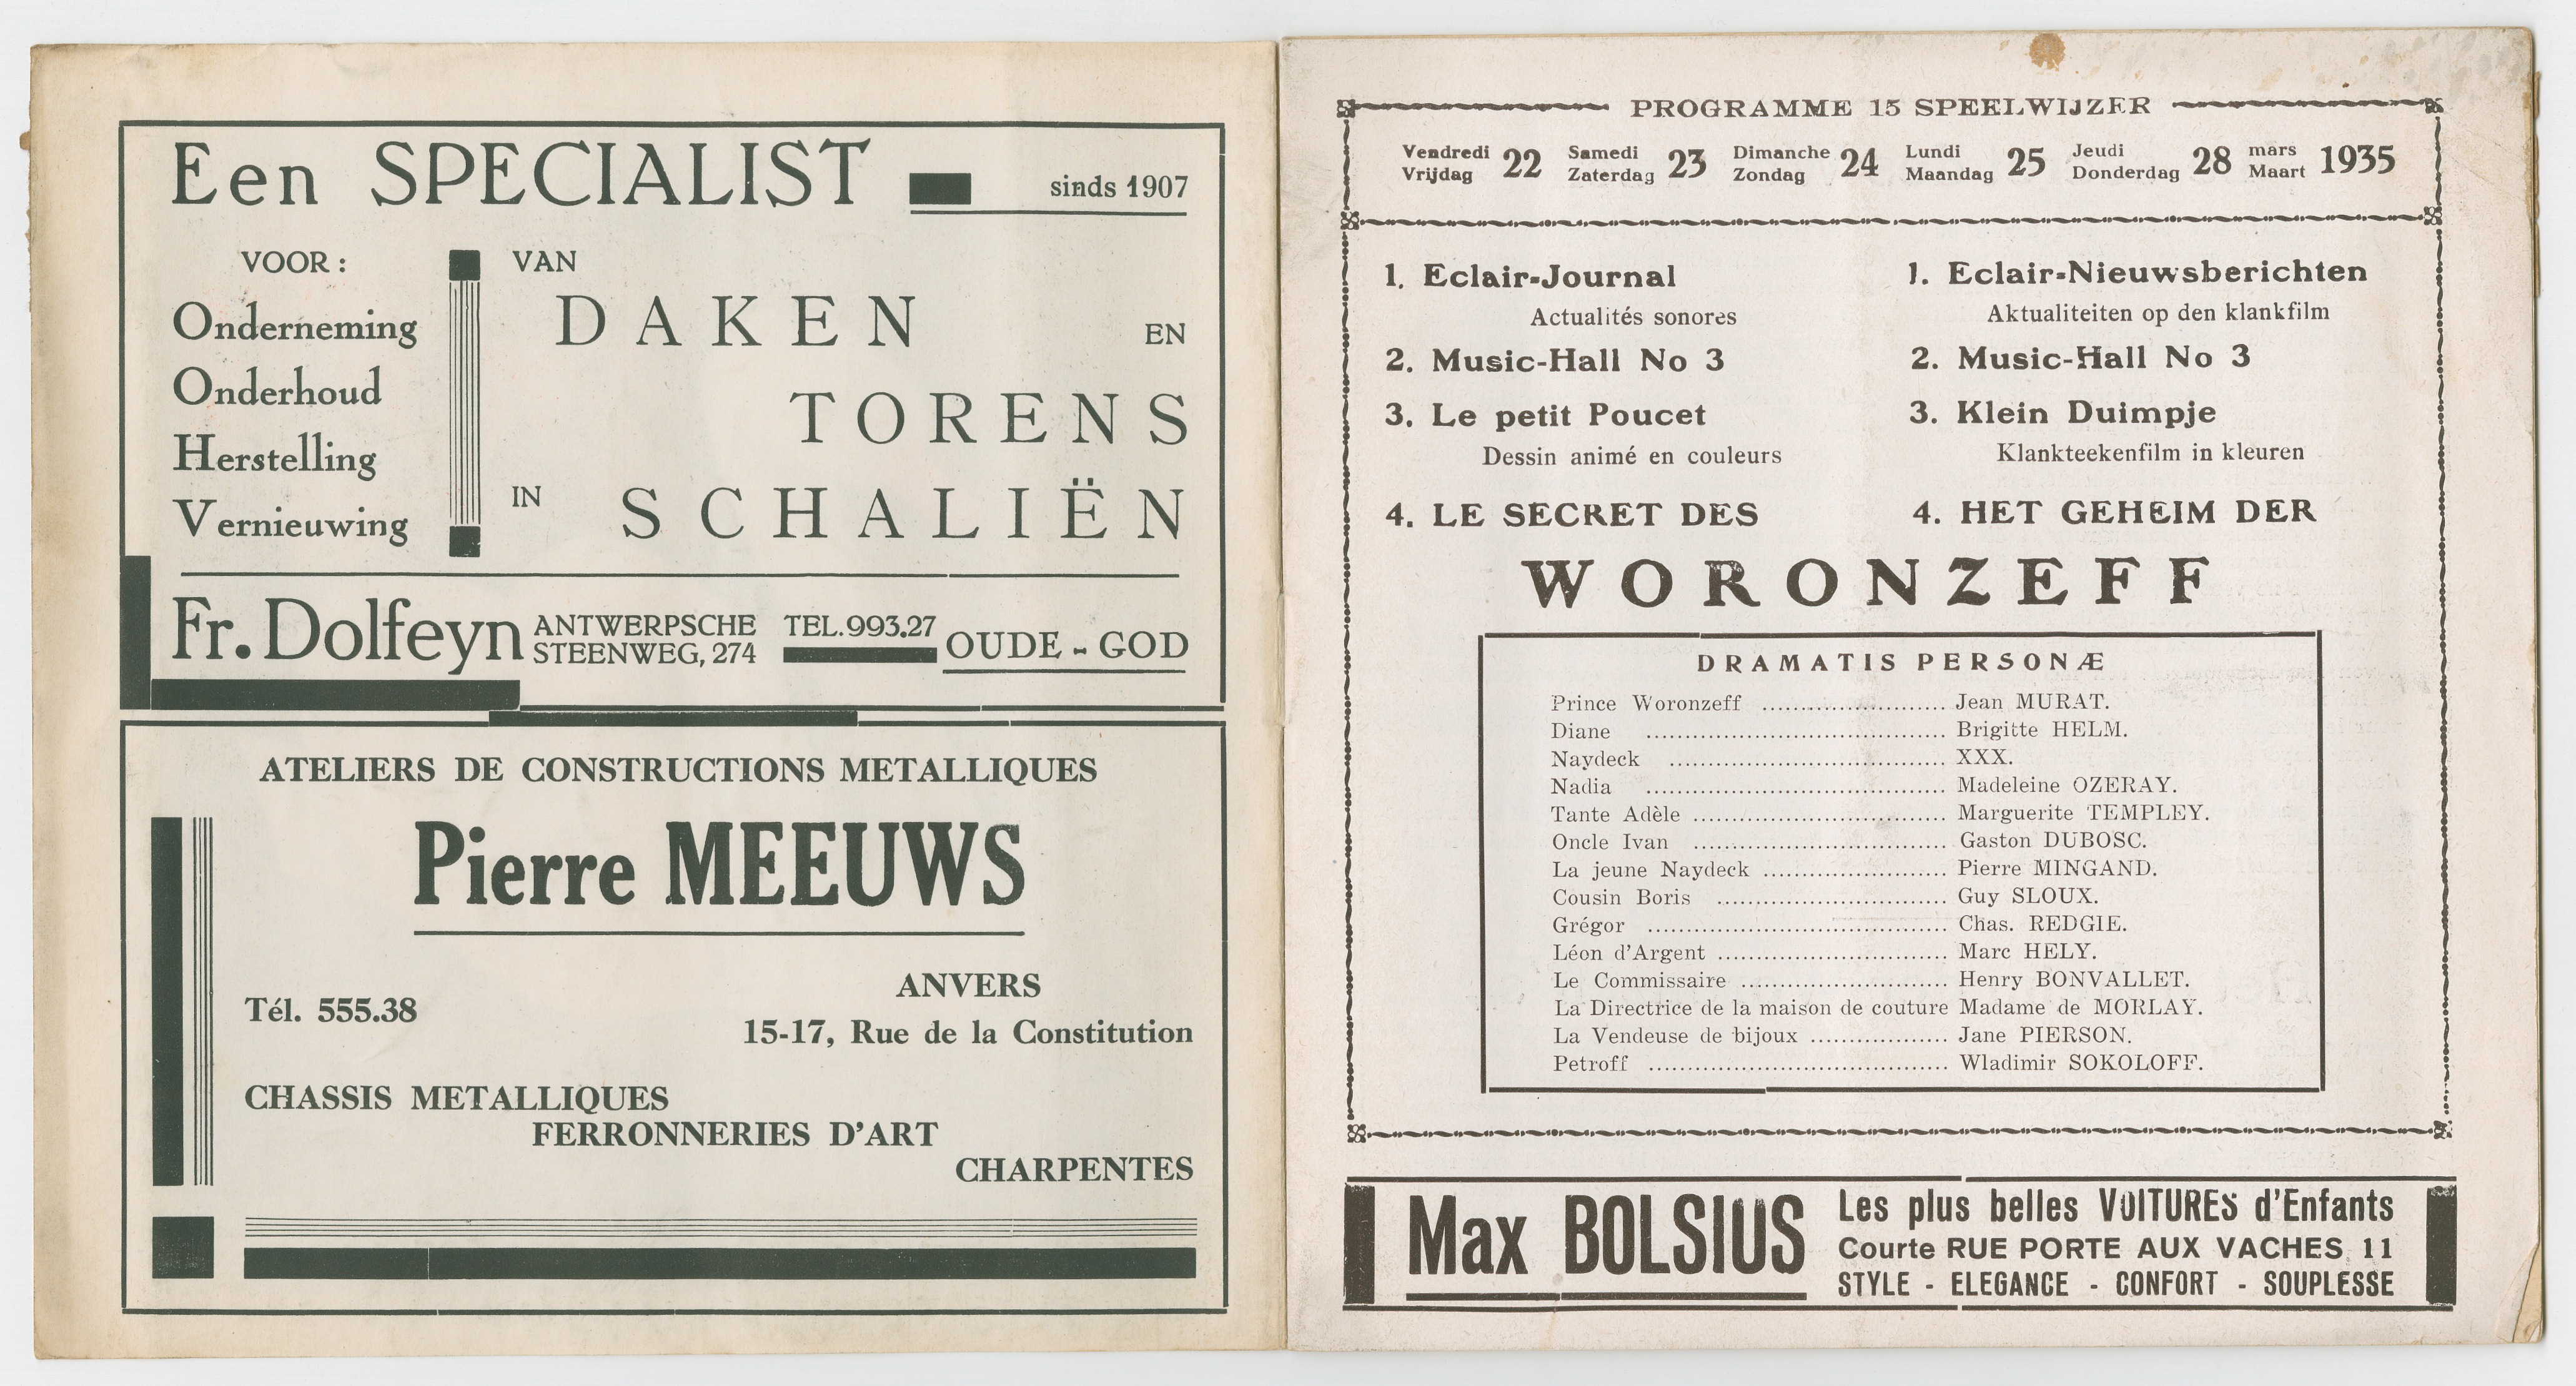 Een SPECIALIST sinds 1907
VOOR :
Onderneming
Onderhoud
Herstelling
Vernieuwing
VAN
DAKEN
EN
TORENS
IN SCHALIËN
Fr. Dolfeyn ANTWERPSCHE STEENWEG, 274 TEL. 993.27 OUDE-GOD
ATELIERS DE CONSTRUCTIONS METALLIQUES
Pierre MEEUWS
Tél. 555.38
ANVERS
15-17, Rue de la Constitution
CHASSIS METALLIQUES
FERRONNERIES D'ART
CHARPENTES
PROGRAMME 15 SPEELWIJZER
Vendredi Vrijdag 22 Samedi Zaterdag 23 Dimanche Zondag 24 Lundi Maandag 25 Jeudi Donderdag 28 mars Maart 1935
1. Eclair-Journal
Actualités sonores
2. Music-Hall No 3
3. Le petit Poucet
Dessin animé en couleurs
4. LE SECRET DES
1. Eclair-Nieuwsberichten
Aktualiteiten op den klankfilm
2. Music-Hall No 3
3. Klein Duimpje
Klankteekenfilm in kleuren
4. HET GEHEIM DER
WORONZEFF
DRAMATIS PERSONÆ
Prince Woronzeff ........................ Jean MURAT.
Diane ....................................... Brigitte HELM.
Naydeck .................................... XXX.
Nadia ....................................... Madeleine OZERAY.
Tante Adèle ................................. Marguerite TEMPLEY.
Oncle Ivan ................................. Gaston DUBOSC.
La jeune Naydeck ........................ Pierre MINGAND.
Cousin Boris .............................. Guy SLOUX.
Grégor ....................................... Chas. REDGIE.
Léon d'Argent .............................. Marc HELY.
Le Commissaire ........................... Henry BONVALLET.
La Directrice de la maison de couture Madame de MORLAY.
La Vendeuse de bijoux .................. Jane PIERSON.
Petroff ....................................... Wladimir SOKOLOFF.
Max BOLSIUS
Les plus belles VOITURES d'Enfants
Courte RUE PORTE AUX VACHES 11
STYLE - ELEGANCE - CONFORT - SOUPLESSE